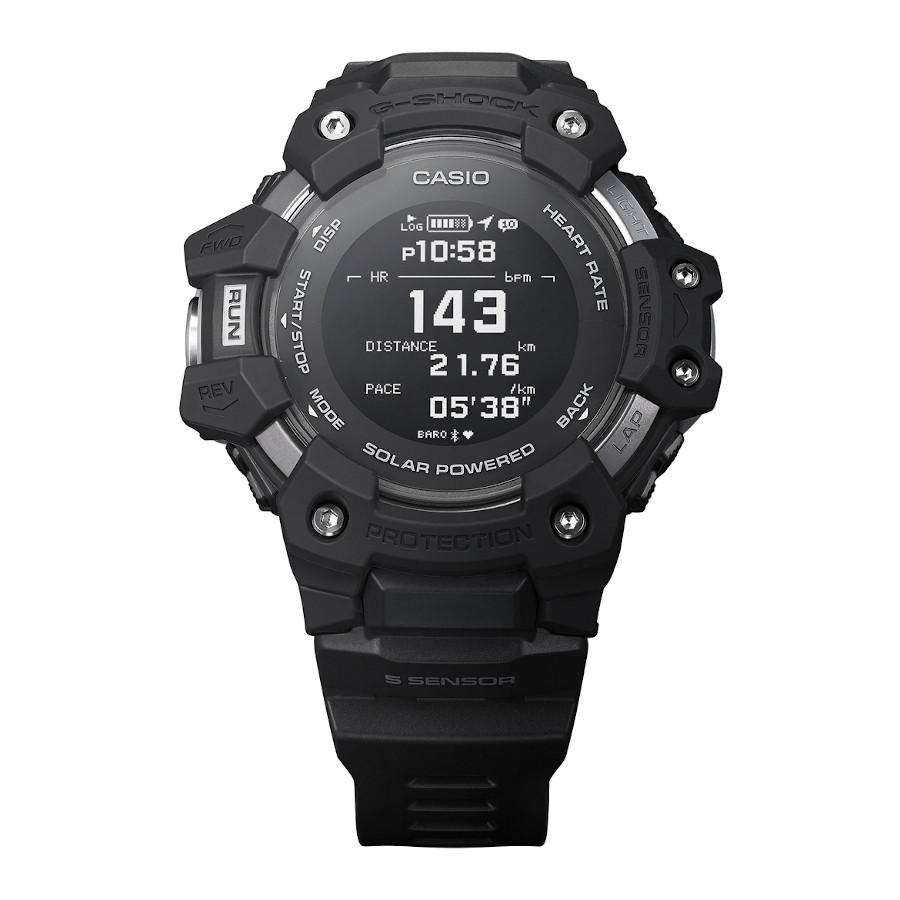 G-SHOCK
CASIO
LIGHT
DISP
HEART RATE
FWD
LOG 10
P10:58
HR bpm
START/STOP
RUN
SENSOR
143
DISTANCE km
21.76
REV
PACE /km
05'38"
MODE
BACK
LAP
BARO
SOLAR POWERED
PROTECTION
5 SENSOR